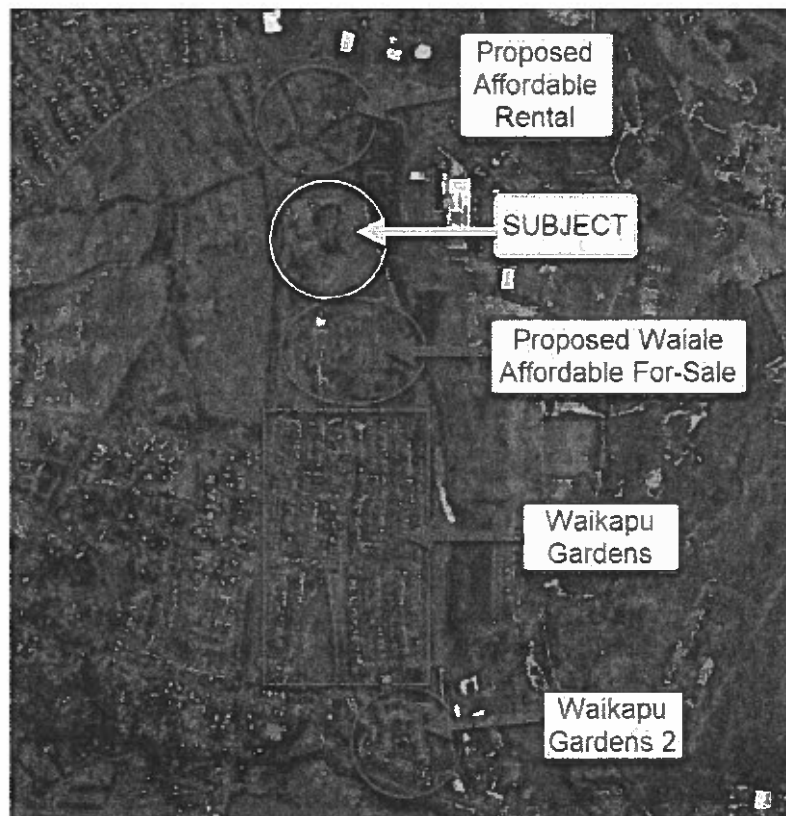 Proposed
Affordable
Rental
SUBJECT
Proposed Waiale
Affordable For-Sale
Waikapu
Gardens
Waikapu
Gardens 2